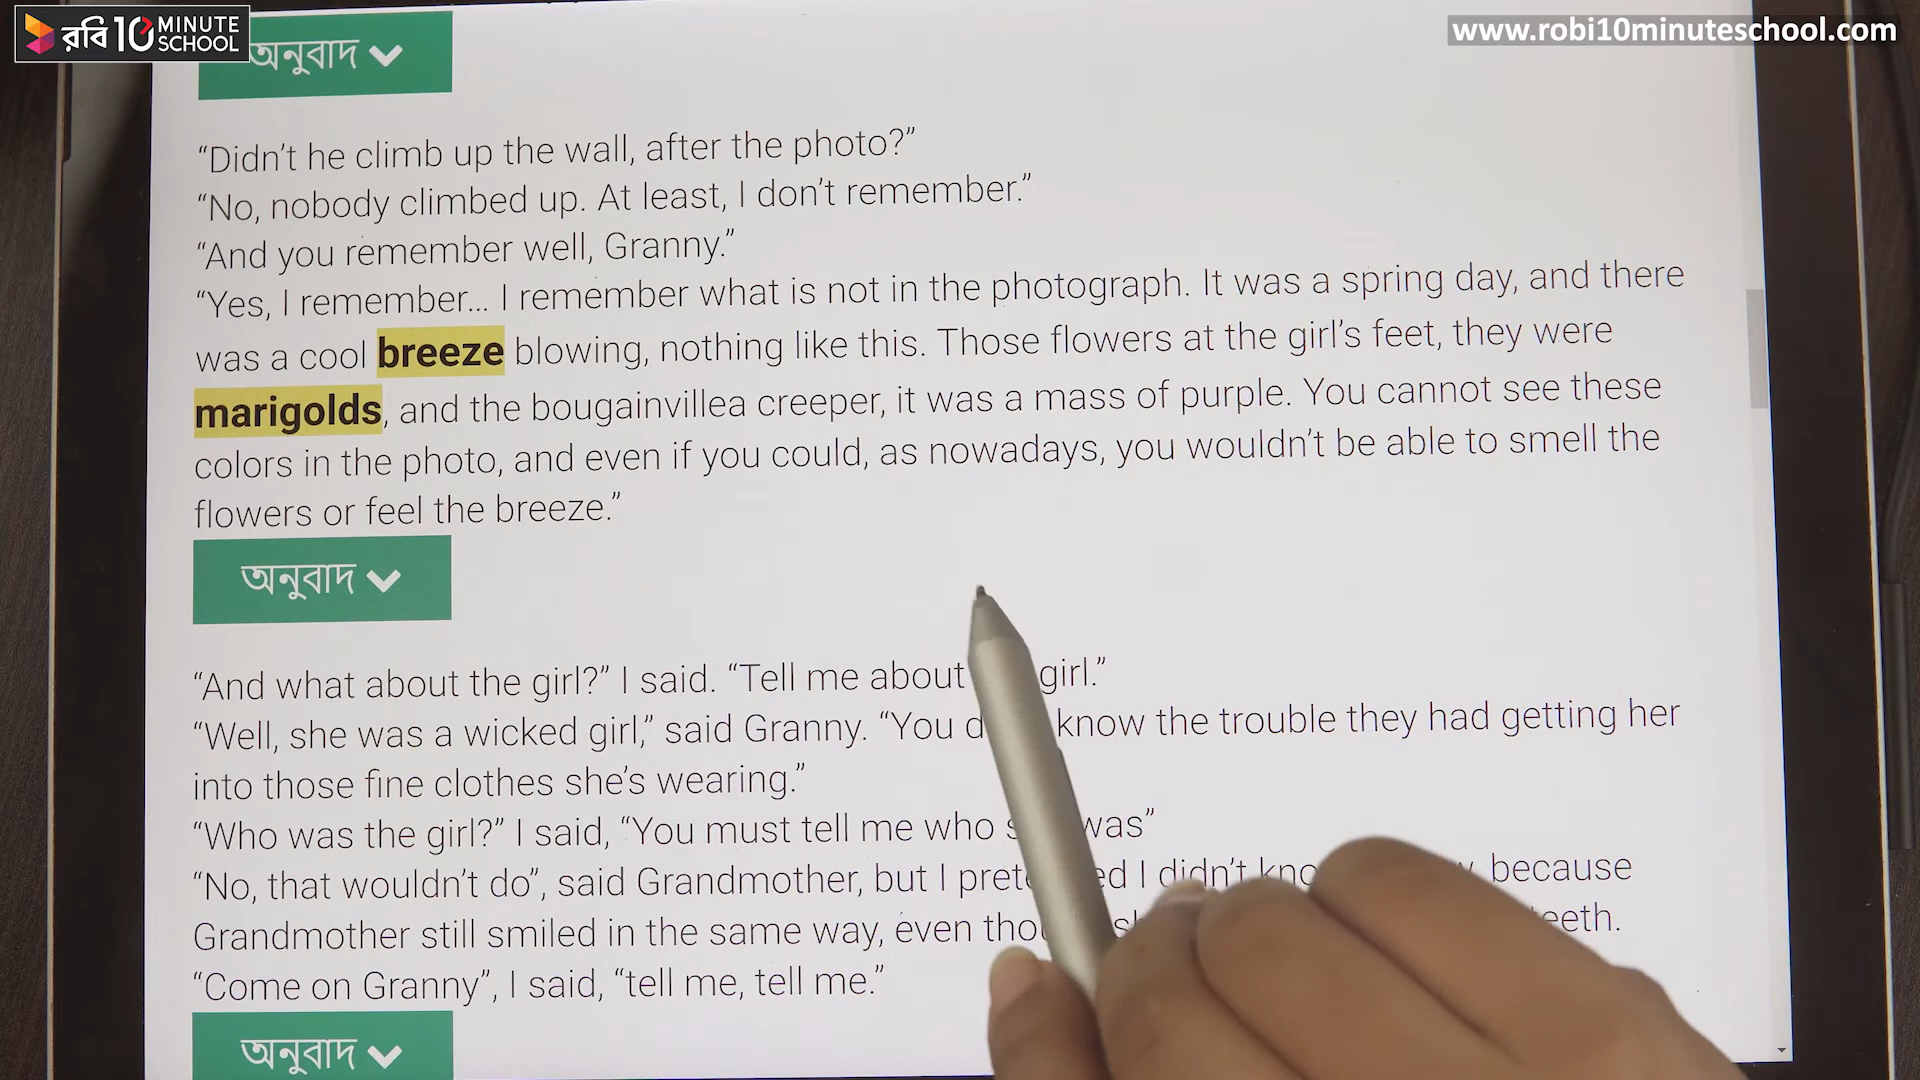 রবি 10 MINUTE SCHOOL
www.robi10minuteschool.com
অনুবাদ
“Didn’t he climb up the wall, after the photo?”
“No, nobody climbed up. At least, I don’t remember.”
“And you remember well, Granny.”
“Yes, I remember... I remember what is not in the photograph. It was a spring day, and there
was a cool breeze blowing, nothing like this. Those flowers at the girl’s feet, they were
marigolds, and the bougainvillea creeper, it was a mass of purple. You cannot see these
colors in the photo, and even if you could, as nowadays, you wouldn’t be able to smell the
flowers or feel the breeze.”
অনুবাদ
“And what about the girl?” I said. “Tell me about girl.”
“Well, she was a wicked girl,” said Granny. “You know the trouble they had getting her
into those fine clothes she’s wearing.”
“Who was the girl?” I said, “You must tell me who was”
“No, that wouldn’t do”, said Grandmother, but I I didn’t because
Grandmother still smiled in the same way, even teeth.
“Come on Granny”, I said, “tell me, tell me.”
অনুবাদ